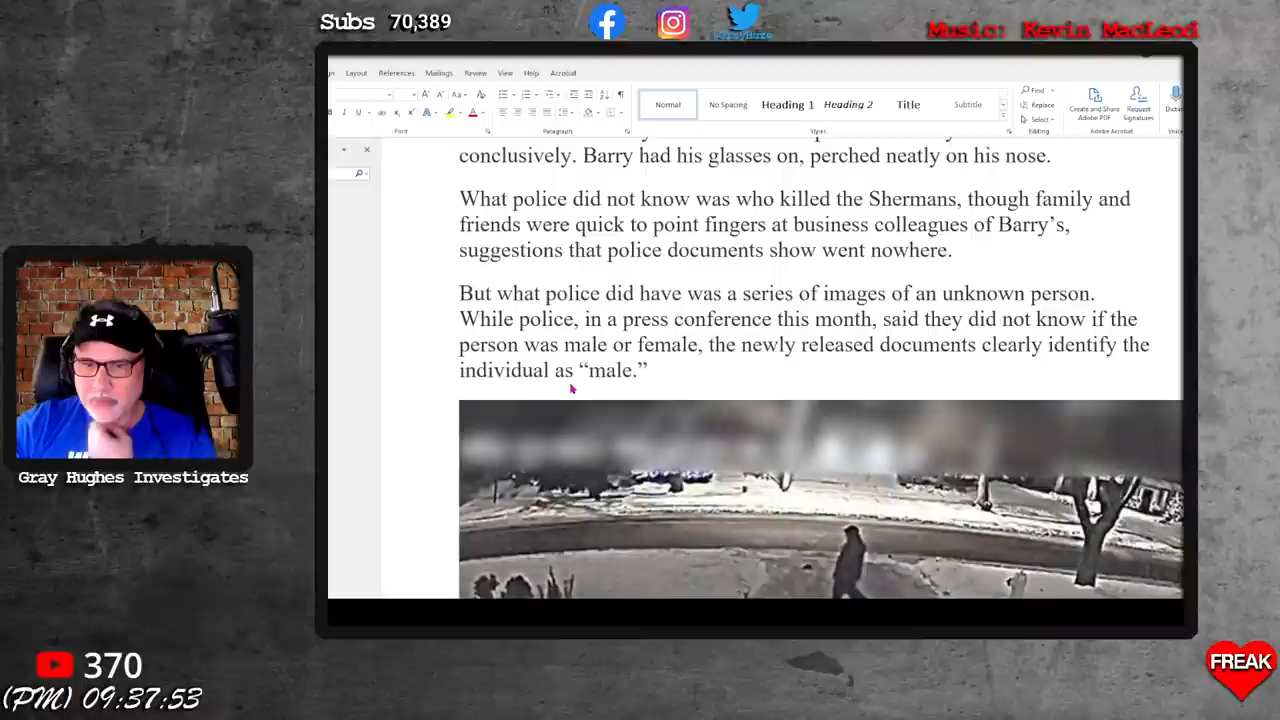 Subs 70,389
@GrayHure
Music: Kevin MacLeod
Layout References Mailings Review View Help Acrobat
Normal No Spacing Heading 1 Heading 2 Title Subtitle
Find
Replace
Select
Create and Share Adobe PDF
Request Signatures
Font Paragraph Styles Editing Adobe Acrobat
conclusively. Barry had his glasses on, perched neatly on his nose.
What police did not know was who killed the Shermans, though family and
friends were quick to point fingers at business colleagues of Barry’s,
suggestions that police documents show went nowhere.
But what police did have was a series of images of an unknown person.
While police, in a press conference this month, said they did not know if the
person was male or female, the newly released documents clearly identify the
individual as “male.”
Gray Hughes Investigates
370
(PM) 09:37:53
FREAK